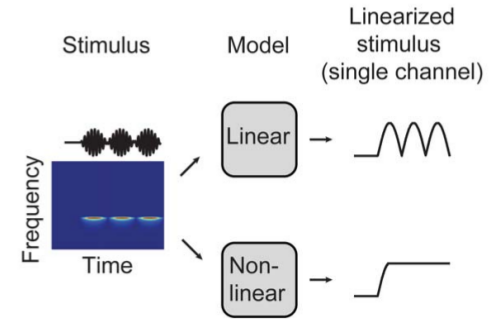 Stimulus
Model
Linearized
stimulus
(single channel)
Linear
Frequency
Time
Non-
linear